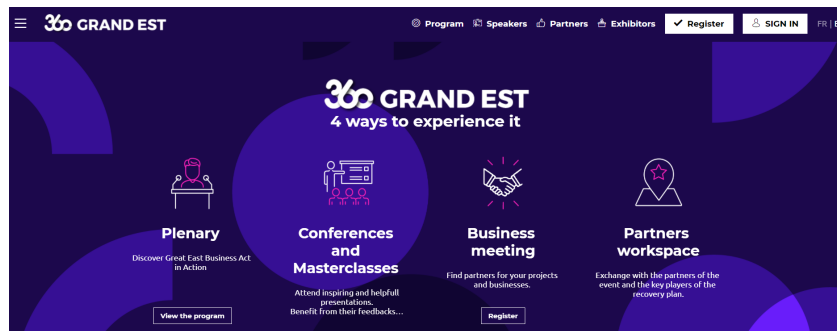 360 GRAND EST
Program Speakers Partners Exhibitors Register SIGN IN FR |
360 GRAND EST
4 ways to experience it
Plenary
Discover Great East Business Act
in Action
View the program
Conferences
and
Masterclasses
Attend inspiring and helpfull
presentations.
Benefit from their feedbacks...
Business
meeting
Find partners for your projects
and businesses.
Register
Partners
workspace
Exchange with the partners of the
event and the key players of the
recovery plan.